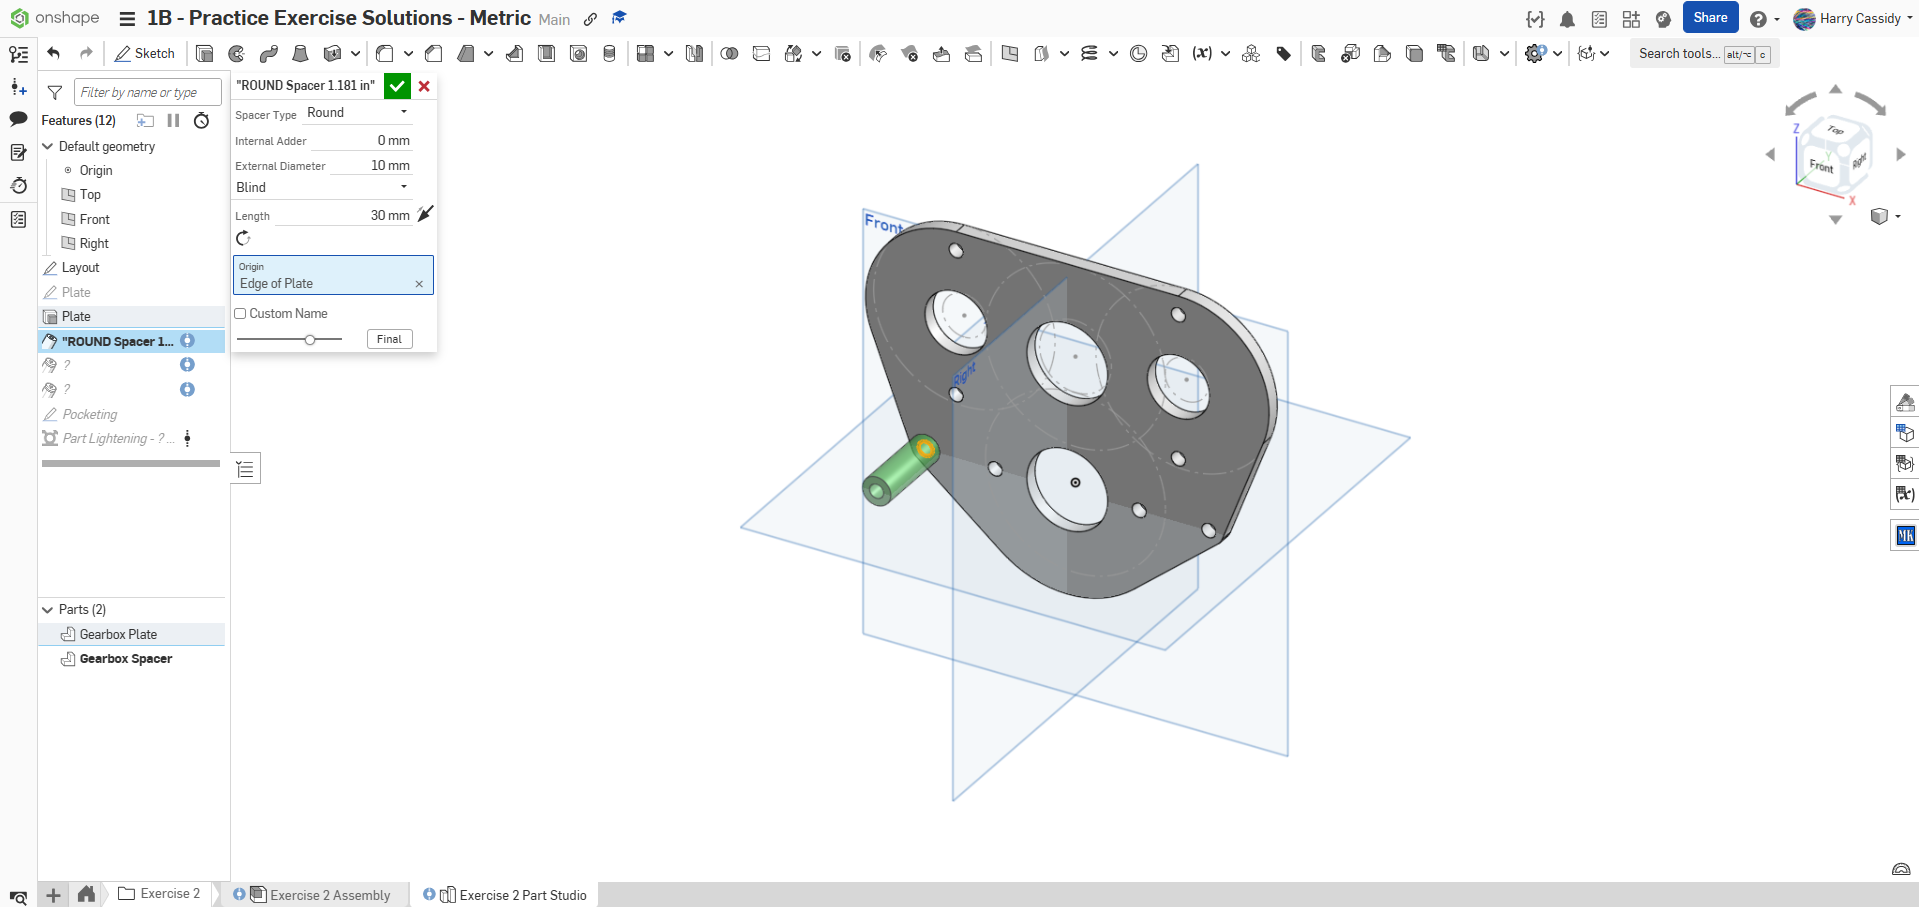 onshape
1B - Practice Exercise Solutions - Metric Main
Share
Harry Cassidy
Sketch
Search tools... alt/⌥ c
Filter by name or type
Features (12)
Default geometry
Origin
Top
Front
Right
Layout
Plate
Plate
"ROUND Spacer 1...
?
?
Pocketing
Part Lightening - ? ...
Parts (2)
Gearbox Plate
Gearbox Spacer
"ROUND Spacer 1.181 in"
Spacer Type Round
Internal Adder 0 mm
External Diameter 10 mm
Blind
Length 30 mm
Origin
Edge of Plate
Custom Name
Final
Front
Right
Z
Top
Y
Front
Right
X
(x)
(x)
MK
Exercise 2
Exercise 2 Assembly
Exercise 2 Part Studio